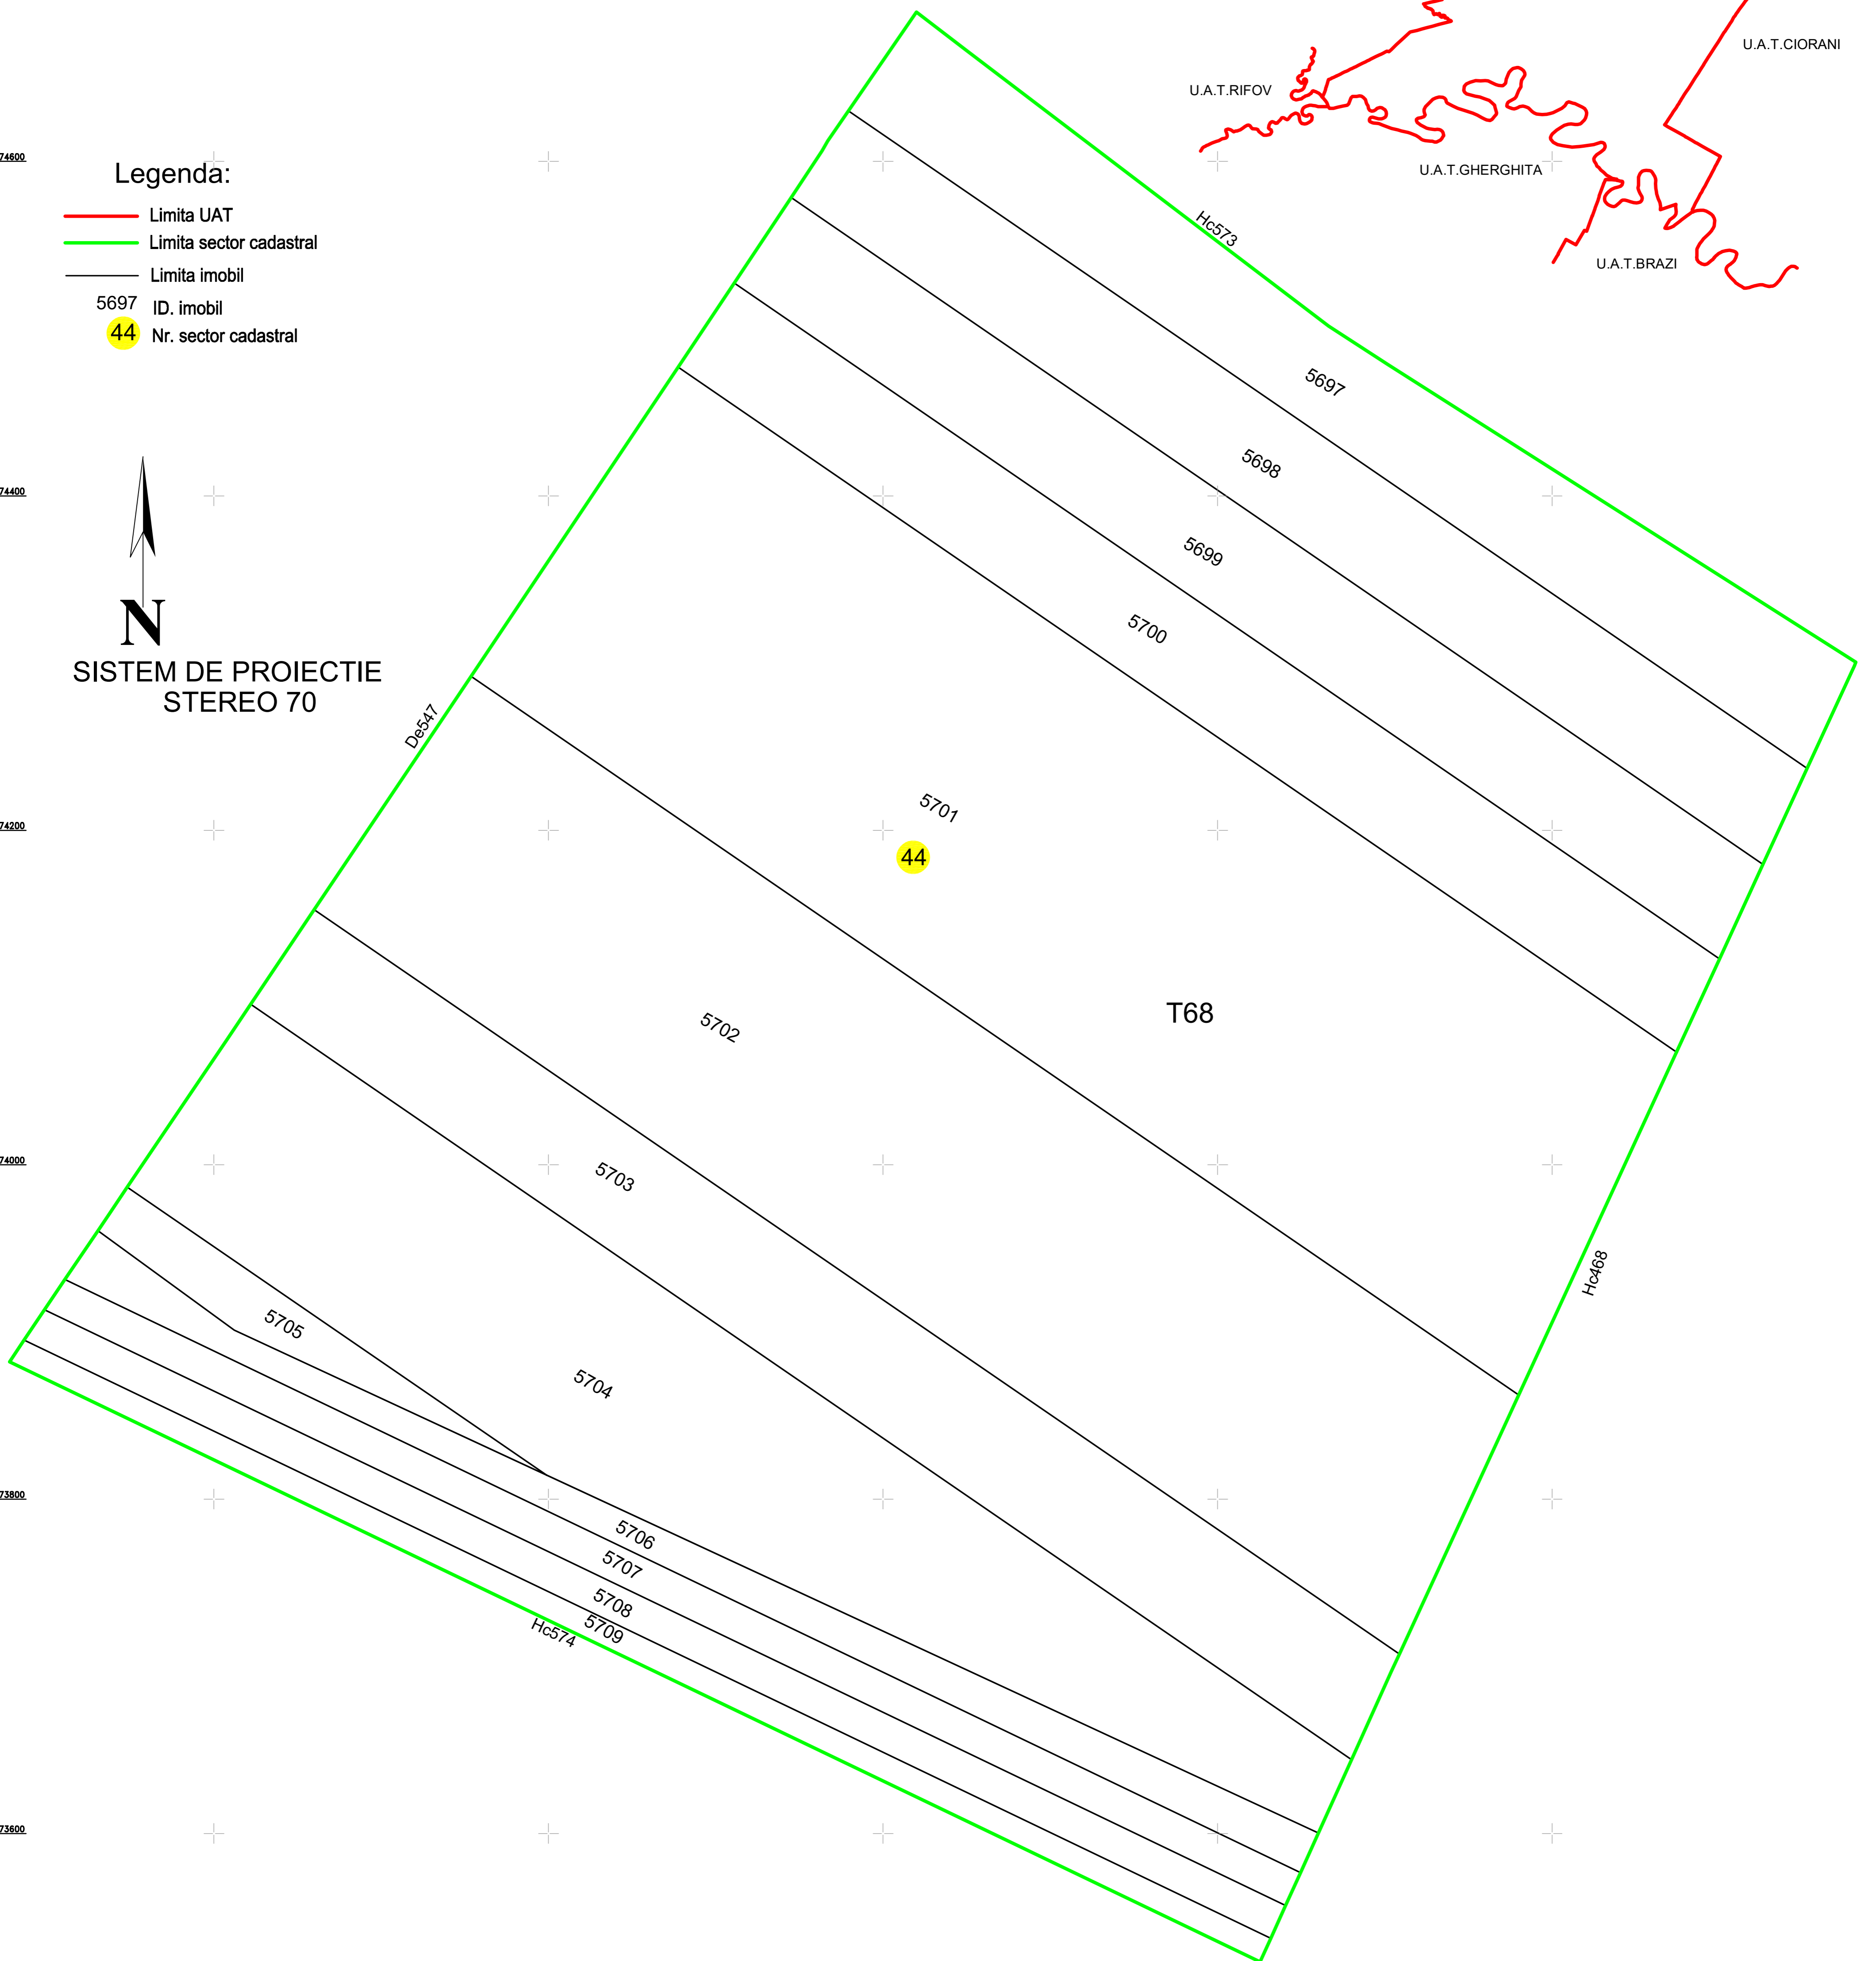 U.A.T.CIORANI
U.A.T.RIFOV
U.A.T.GHERGHITA
U.A.T.BRAZI
Legenda:
Limita UAT
Limita sector cadastral
Limita imobil
5697 ID. imobil
44 Nr. sector cadastral
N
SISTEM DE PROIECTIE
STEREO 70
74600
74400
74200
74000
73800
73600
Hc573
5697
5698
5699
5700
De547
5701
44
T68
5702
5703
Hc468
5705
5704
5706
5707
5708
5709
Hc574